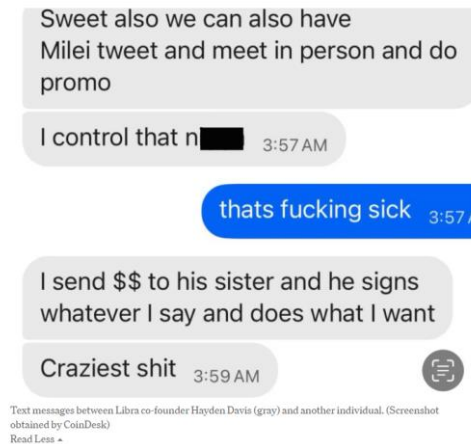 Sweet also we can also have
Milei tweet and meet in person and do
promo
I control that n
3:57 AM
thats fucking sick
3:57
I send $$ to his sister and he signs
whatever I say and does what I want
Craziest shit
3:59 AM
Text messages between Libra co-founder Hayden Davis (gray) and another individual. (Screenshot
obtained by CoinDesk)
Read Less